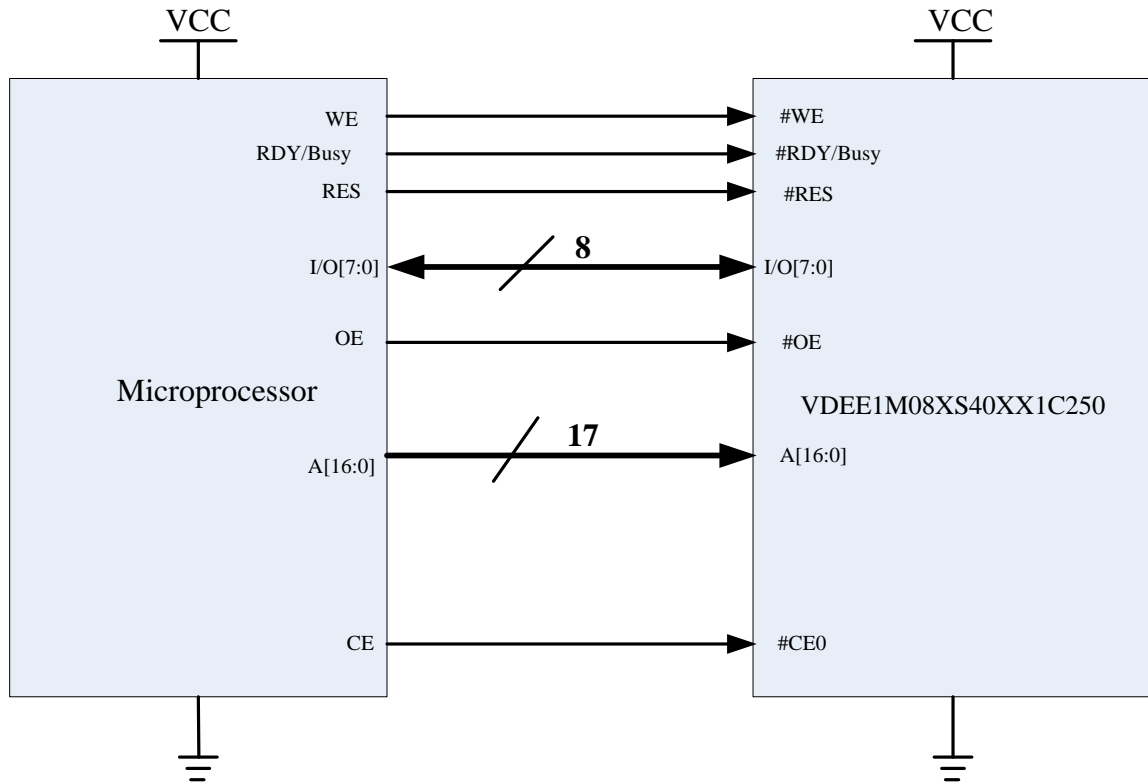 VCC
VCC
WE
#WE
RDY/Busy
#RDY/Busy
RES
#RES
8
I/O[7:0]
I/O[7:0]
OE
#OE
Microprocessor
VDEE1M08XS40XX1C250
17
A[16:0]
A[16:0]
CE
#CE0